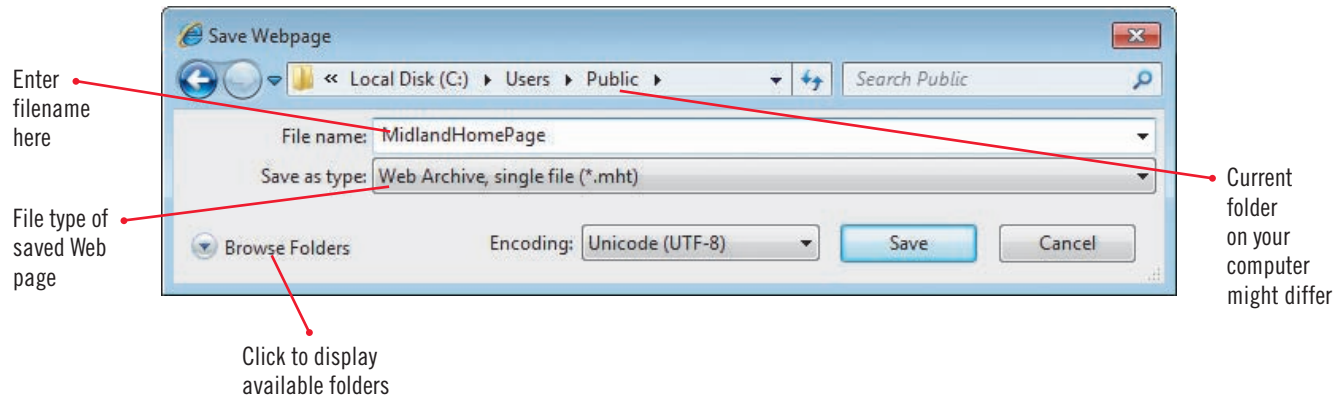 Save Webpage
« Local Disk (C:) ▸ Users ▸ Public ▸
Search Public
File name: MidlandHomePage
Save as type: Web Archive, single file (*.mht)
Browse Folders
Encoding: Unicode (UTF-8)
Save
Cancel
Enter
filename
here
File type of
saved Web
page
Click to display
available folders
Current
folder
on your
computer
might differ